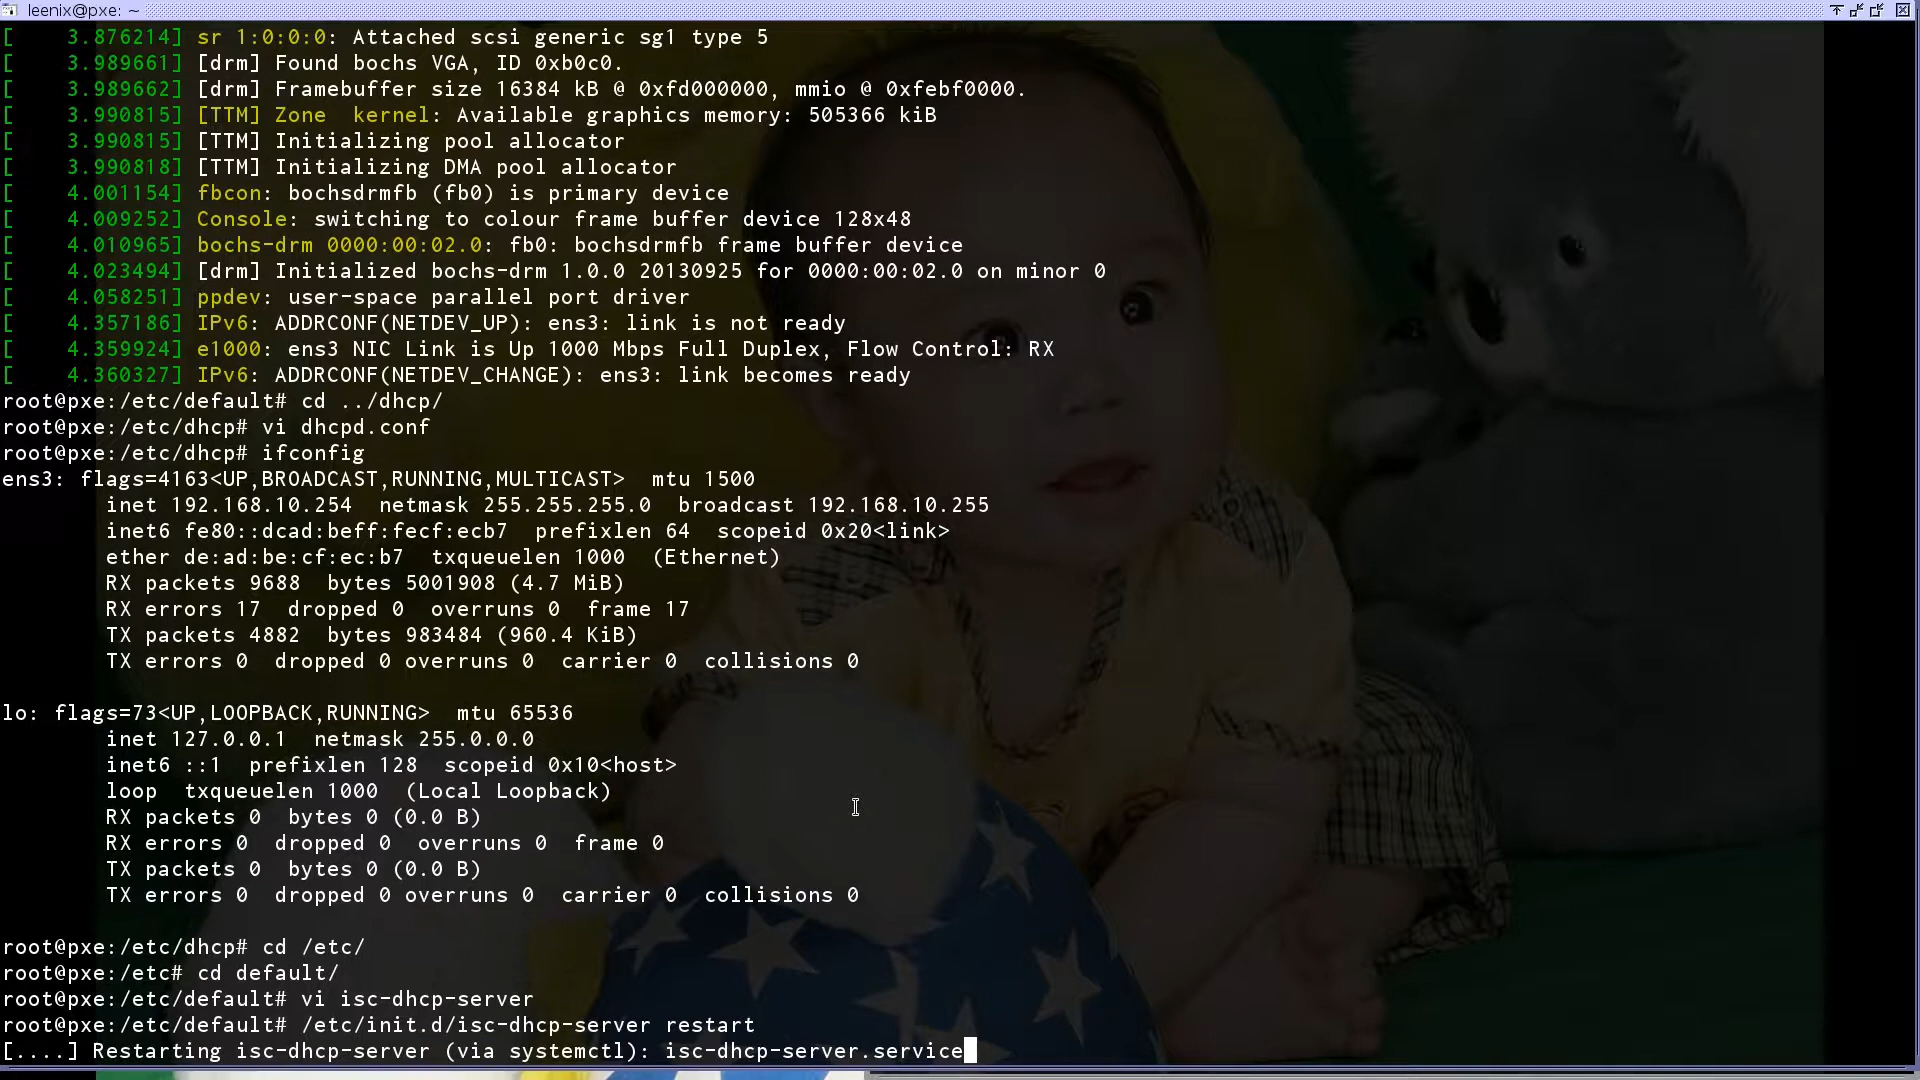 leenix@pxe: ~
[    3.876214] sr 1:0:0:0: Attached scsi generic sg1 type 5
[    3.989661] [drm] Found bochs VGA, ID 0xb0c0.
[    3.989662] [drm] Framebuffer size 16384 kB @ 0xfd000000, mmio @ 0xfebf0000.
[    3.990815] [TTM] Zone  kernel: Available graphics memory: 505366 kiB
[    3.990815] [TTM] Initializing pool allocator
[    3.990818] [TTM] Initializing DMA pool allocator
[    4.001154] fbcon: bochsdrmfb (fb0) is primary device
[    4.009252] Console: switching to colour frame buffer device 128x48
[    4.010965] bochs-drm 0000:00:02.0: fb0: bochsdrmfb frame buffer device
[    4.023494] [drm] Initialized bochs-drm 1.0.0 20130925 for 0000:00:02.0 on minor 0
[    4.058251] ppdev: user-space parallel port driver
[    4.357186] IPv6: ADDRCONF(NETDEV_UP): ens3: link is not ready
[    4.359924] e1000: ens3 NIC Link is Up 1000 Mbps Full Duplex, Flow Control: RX
[    4.360327] IPv6: ADDRCONF(NETDEV_CHANGE): ens3: link becomes ready
root@pxe:/etc/default# cd ../dhcp/
root@pxe:/etc/dhcp# vi dhcpd.conf
root@pxe:/etc/dhcp# ifconfig
ens3: flags=4163<UP,BROADCAST,RUNNING,MULTICAST>  mtu 1500
        inet 192.168.10.254  netmask 255.255.255.0  broadcast 192.168.10.255
        inet6 fe80::dcad:beff:fecf:ecb7  prefixlen 64  scopeid 0x20<link>
        ether de:ad:be:cf:ec:b7  txqueuelen 1000  (Ethernet)
        RX packets 9688  bytes 5001908 (4.7 MiB)
        RX errors 17  dropped 0  overruns 0  frame 17
        TX packets 4882  bytes 983484 (960.4 KiB)
        TX errors 0  dropped 0 overruns 0  carrier 0  collisions 0
lo: flags=73<UP,LOOPBACK,RUNNING>  mtu 65536
        inet 127.0.0.1  netmask 255.0.0.0
        inet6 ::1  prefixlen 128  scopeid 0x10<host>
        loop  txqueuelen 1000  (Local Loopback)
        RX packets 0  bytes 0 (0.0 B)
        RX errors 0  dropped 0  overruns 0  frame 0
        TX packets 0  bytes 0 (0.0 B)
        TX errors 0  dropped 0 overruns 0  carrier 0  collisions 0
root@pxe:/etc/dhcp# cd /etc/
root@pxe:/etc# cd default/
root@pxe:/etc/default# vi isc-dhcp-server
root@pxe:/etc/default# /etc/init.d/isc-dhcp-server restart
[....] Restarting isc-dhcp-server (via systemctl): isc-dhcp-server.service